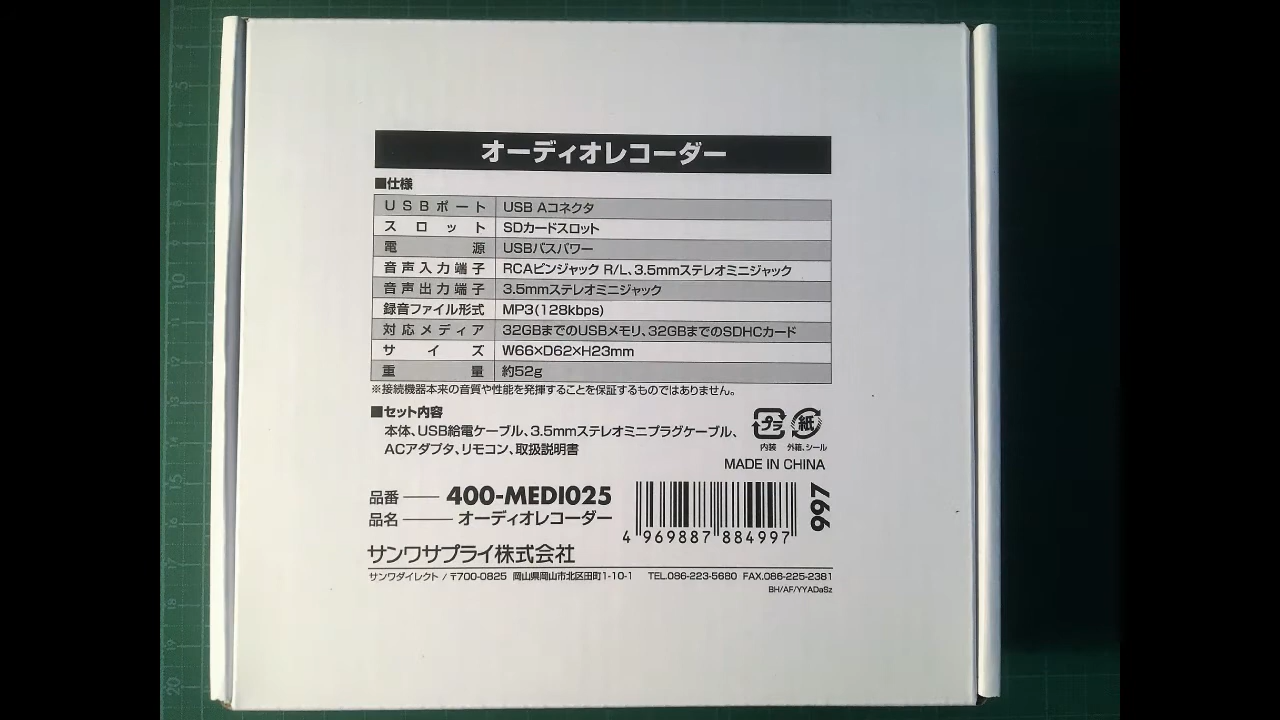 オーディオレコーダー
■仕様
USBポート USB Aコネクタ
スロット SDカードスロット
電源 USBバスパワー
音声入力端子 RCAピンジャック R/L、3.5mmステレオミニジャック
音声出力端子 3.5mmステレオミニジャック
録音ファイル形式 MP3(128kbps)
対応メディア 32GBまでのUSBメモリ、32GBまでのSDHCカード
サイズ W66×D62×H23mm
重量 約52g
※接続機器本来の音質や性能を発揮することを保証するものではありません。
■セット内容
本体、USB給電ケーブル、3.5mmステレオミニプラグケーブル、
ACアダプタ、リモコン、取扱説明書
プラ 紙
内装 外箱、シール
MADE IN CHINA
品番 400-MEDI025
品名 オーディオレコーダー
4 969887 884997
997
サンワサプライ株式会社
サンワダイレクト / 〒700-0825 岡山県岡山市北区田町1-10-1 TEL.086-223-5680 FAX.086-225-2381
BH/AF/YYADaSz